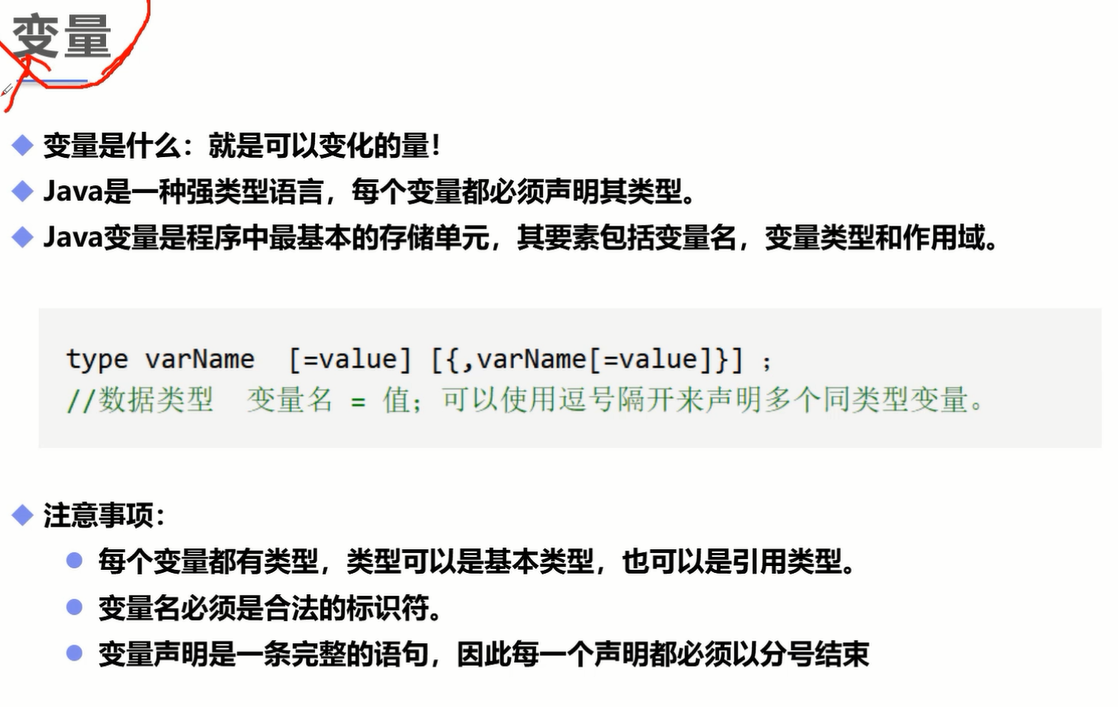 变量
变量是什么：就是可以变化的量！
Java是一种强类型语言，每个变量都必须声明其类型。
Java变量是程序中最基本的存储单元，其要素包括变量名，变量类型和作用域。
type varName  [=value] [{,varName[=value]}] ;
//数据类型  变量名 = 值；可以使用逗号隔开来声明多个同类型变量。
注意事项：
每个变量都有类型，类型可以是基本类型，也可以是引用类型。
变量名必须是合法的标识符。
变量声明是一条完整的语句，因此每一个声明都必须以分号结束